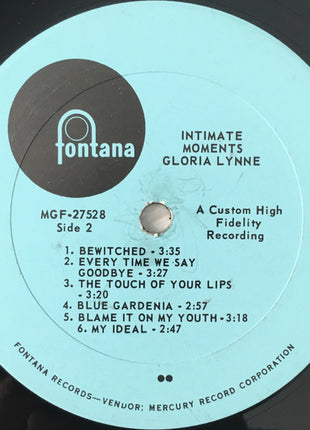 fontana
INTIMATE
MOMENTS
GLORIA LYNNE
MGF-27528
Side 2
A Custom High
Fidelity
Recording
1. BEWITCHED - 3:35
2. EVERY TIME WE SAY
GOODBYE - 3:27
3. THE TOUCH OF YOUR LIPS
- 3:20
4. BLUE GARDENIA - 2:57
5. BLAME IT ON MY YOUTH-3:18
6. MY IDEAL - 2:47
FONTANA RECORDS—VENDOR: MERCURY RECORD CORPORATION